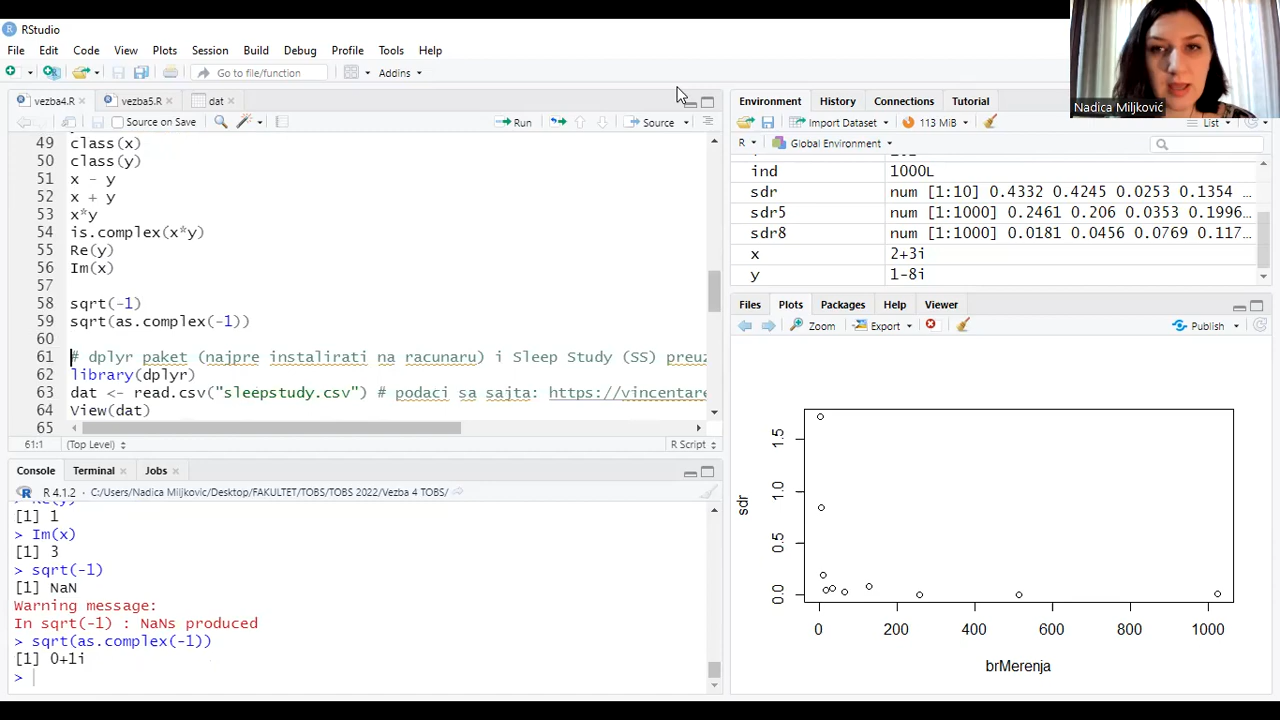 RStudio
File Edit Code View Plots Session Build Debug Profile Tools Help
Go to file/function Addins
vezba4.R vezba5.R dat
Source on Save Run Source
49 class(x)
50 class(y)
51 x - y
52 x + y
53 x*y
54 is.complex(x*y)
55 Re(y)
56 Im(x)
57
58 sqrt(-1)
59 sqrt(as.complex(-1))
60
61 # dplyr paket (najpre instalirati na racunaru) i Sleep Study (SS) preuz
62 library(dplyr)
63 dat <- read.csv("sleepstudy.csv") # podaci sa sajta: https://vincentare
64 View(dat)
65
61:1 (Top Level) R Script
Console Terminal Jobs
R 4.1.2 · C:/Users/Nadica Miljkovic/Desktop/FAKULTET/TOBS/TOBS 2022/Vezba 4 TOBS/
> Re(y)
[1] 1
> Im(x)
[1] 3
> sqrt(-1)
[1] NaN
Warning message:
In sqrt(-1) : NaNs produced
> sqrt(as.complex(-1))
[1] 0+1i
>
Nadica Miljković
Environment History Connections Tutorial
Import Dataset 113 MiB List
R Global Environment
ind 1000L
sdr num [1:10] 0.4332 0.4245 0.0253 0.1354 ...
sdr5 num [1:1000] 0.2461 0.206 0.0353 0.1996...
sdr8 num [1:1000] 0.0181 0.0456 0.0769 0.117...
x 2+3i
y 1-8i
Files Plots Packages Help Viewer
Zoom Export Publish
sdr
1.5
1.0
0.5
0.0
0 200 400 600 800 1000
brMerenja